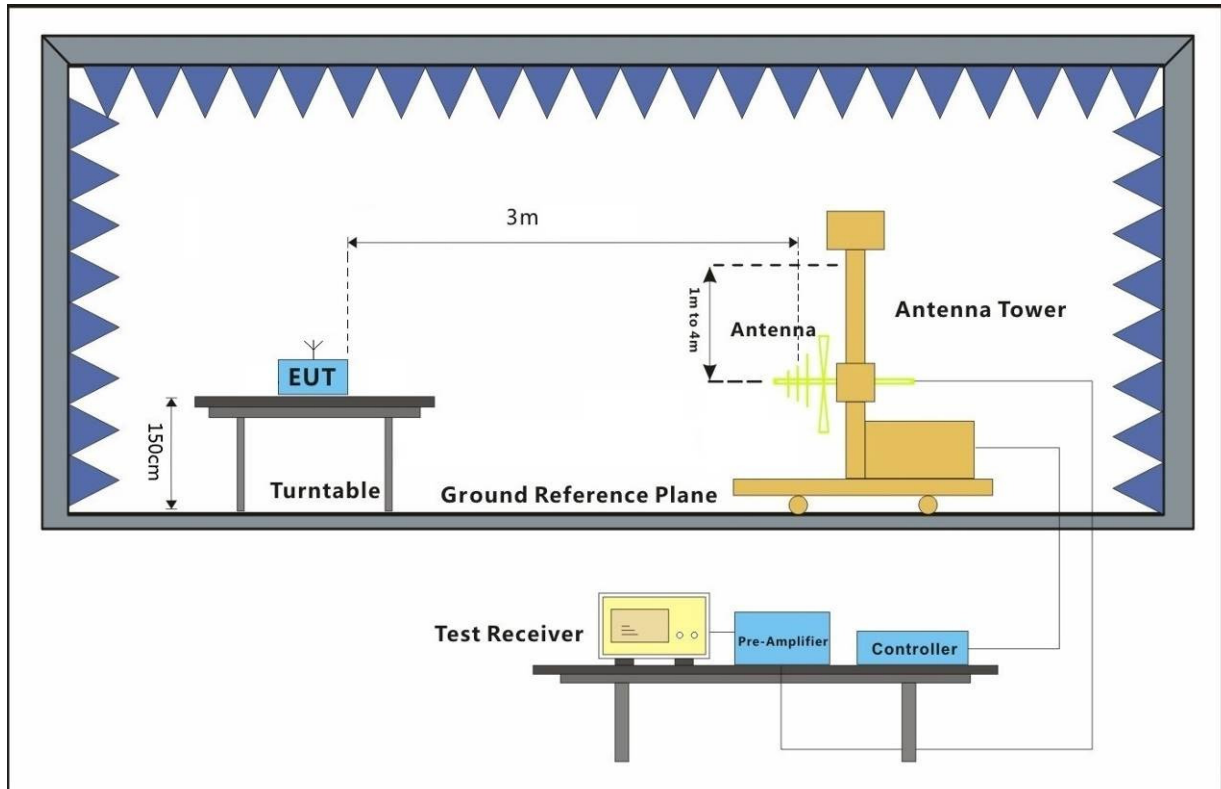 3m
1m to 4m
Antenna
Antenna Tower
EUT
150cm
Turntable
Ground Reference Plane
Test Receiver
Pre-Amplifier
Controller